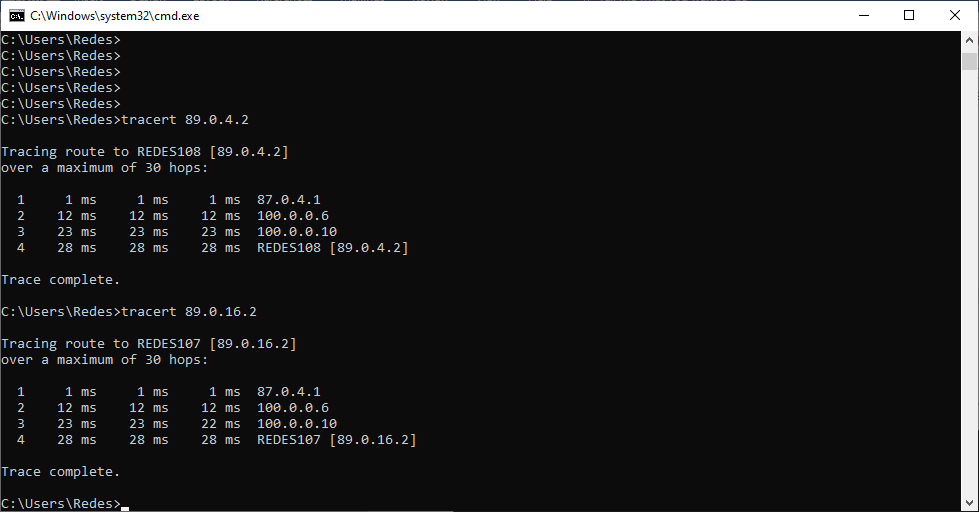 C:\Windows\system32\cmd.exe
C:\Users\Redes>
C:\Users\Redes>
C:\Users\Redes>
C:\Users\Redes>
C:\Users\Redes>
C:\Users\Redes>tracert 89.0.4.2
Tracing route to REDES108 [89.0.4.2]
over a maximum of 30 hops:
1 1 ms 1 ms 1 ms 87.0.4.1
2 12 ms 12 ms 12 ms 100.0.0.6
3 23 ms 23 ms 23 ms 100.0.0.10
4 28 ms 28 ms 28 ms REDES108 [89.0.4.2]
Trace complete.
C:\Users\Redes>tracert 89.0.16.2
Tracing route to REDES107 [89.0.16.2]
over a maximum of 30 hops:
1 1 ms 1 ms 1 ms 87.0.4.1
2 12 ms 12 ms 12 ms 100.0.0.6
3 23 ms 23 ms 22 ms 100.0.0.10
4 28 ms 28 ms 28 ms REDES107 [89.0.16.2]
Trace complete.
C:\Users\Redes>